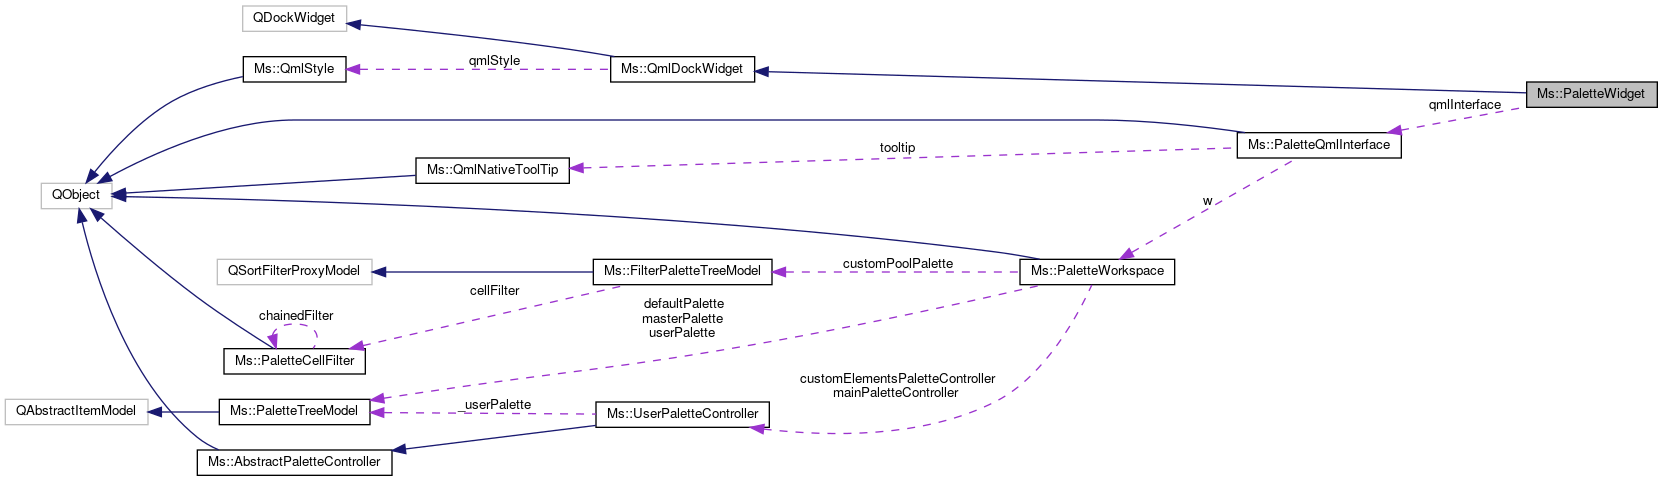 QDockWidget
Ms::QmlStyle
qmlStyle
Ms::QmlDockWidget
Ms::PaletteWidget
qmlInterface
Ms::PaletteQmlInterface
tooltip
Ms::QmlNativeToolTip
QObject
w
QSortFilterProxyModel
Ms::FilterPaletteTreeModel
customPoolPalette
Ms::PaletteWorkspace
cellFilter
chainedFilter
defaultPalette
masterPalette
userPalette
Ms::PaletteCellFilter
customElementsPaletteController
mainPaletteController
QAbstractItemModel
Ms::PaletteTreeModel
_userPalette
Ms::UserPaletteController
Ms::AbstractPaletteController